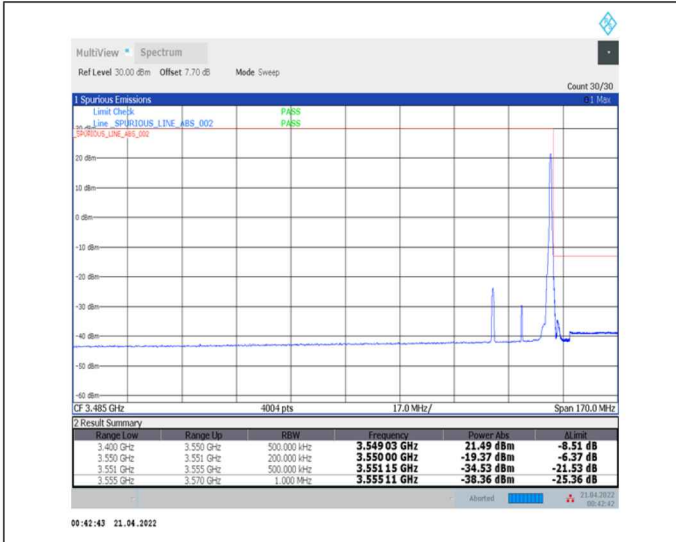 MultiView Spectrum
Ref Level 30.00 dBm Offset 7.70 dB Mode Sweep
Count 30/30
1 Spurious Emissions 1 Max
Limit Check PASS
Line _SPURIOUS_LINE_ABS_002 PASS
_SPURIOUS_LINE_ABS_002
20 dBm
10 dBm
0 dBm
-10 dBm
-20 dBm
-30 dBm
-40 dBm
-50 dBm
-60 dBm
CF 3.485 GHz 4004 pts 17.0 MHz/ Span 170.0 MHz
2 Result Summary
Range Low Range Up RBW Frequency Power Abs ΔLimit
3.400 GHz 3.550 GHz 500.000 kHz 3.549 03 GHz 21.49 dBm -8.51 dB
3.550 GHz 3.551 GHz 200.000 kHz 3.550 00 GHz -19.37 dBm -6.37 dB
3.551 GHz 3.555 GHz 500.000 kHz 3.551 15 GHz -34.53 dBm -21.53 dB
3.555 GHz 3.570 GHz 1.000 MHz 3.555 11 GHz -38.36 dBm -25.36 dB
Aborted 21.04.2022
00:42:42
00:42:43 21.04.2022